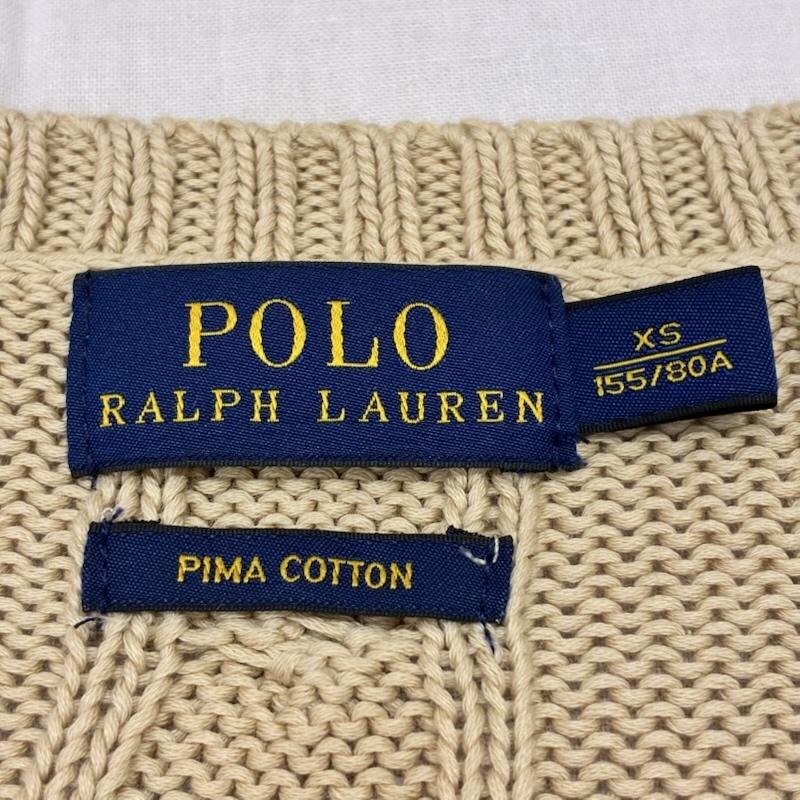 POLO
RALPH LAUREN
XS
155/80A
PIMA COTTON